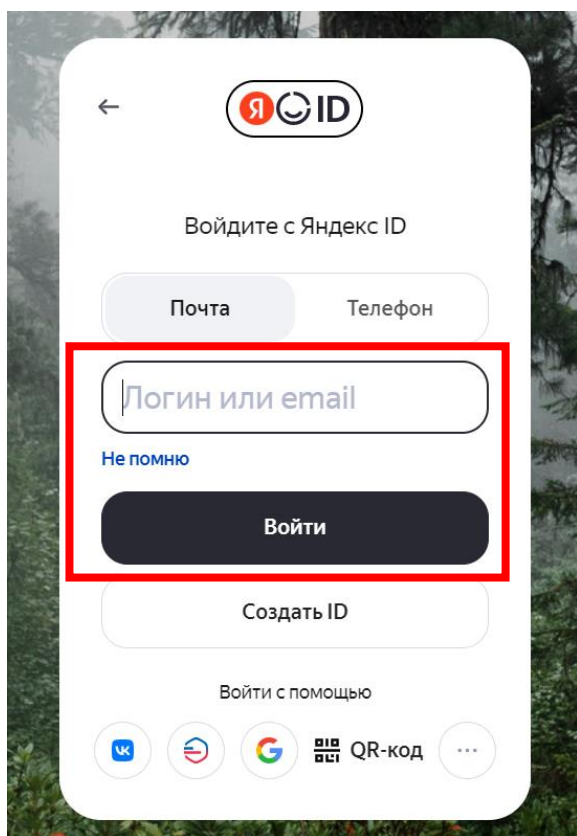 Я ID
Войдите с Яндекс ID
Почта Телефон
Логин или email
Не помню
Войти
Создать ID
Войти с помощью
QR-код